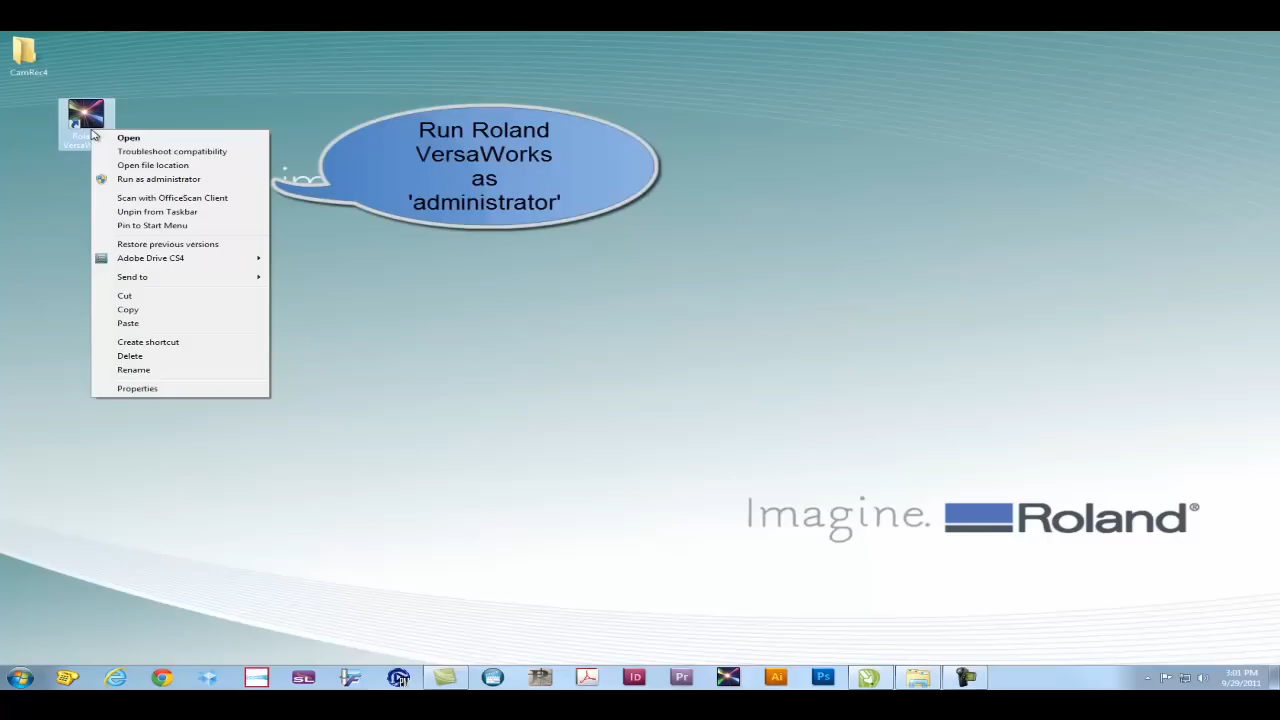 CamRec4
Open
Troubleshoot compatibility
Open file location
Run as administrator
Scan with OfficeScan Client
Unpin from Taskbar
Pin to Start Menu
Restore previous versions
Adobe Drive CS4
Send to
Cut
Copy
Paste
Create shortcut
Delete
Rename
Properties
Run Roland
VersaWorks
as
'administrator'
Imagine. Roland®
SL
Id
Pr
Ai
Ps
3:01 PM
9/29/2011